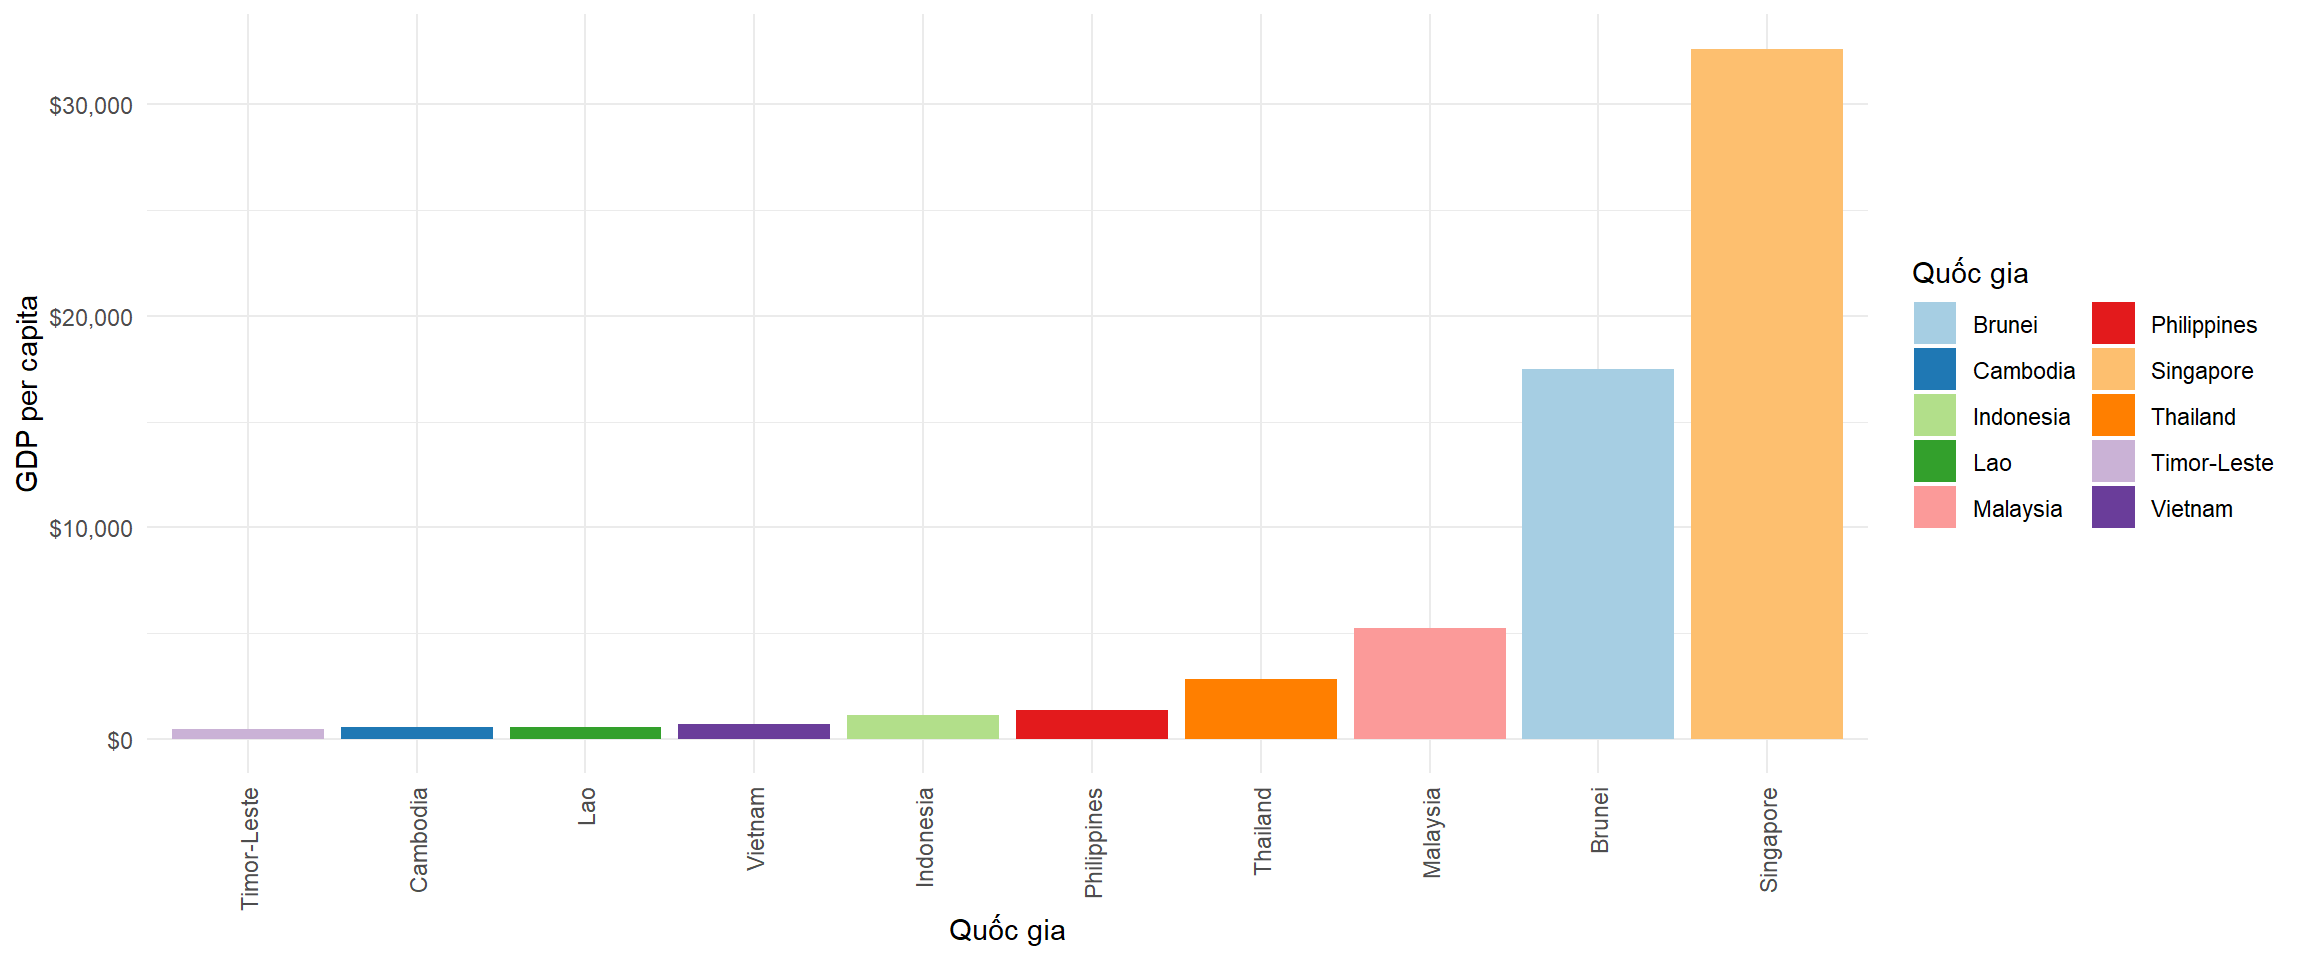 GDP per capita
$30,000
$20,000
$10,000
$0
Timor-Leste
Cambodia
Lao
Vietnam
Indonesia
Philippines
Thailand
Malaysia
Brunei
Singapore
Quốc gia
Quốc gia
Brunei
Cambodia
Indonesia
Lao
Malaysia
Philippines
Singapore
Thailand
Timor-Leste
Vietnam